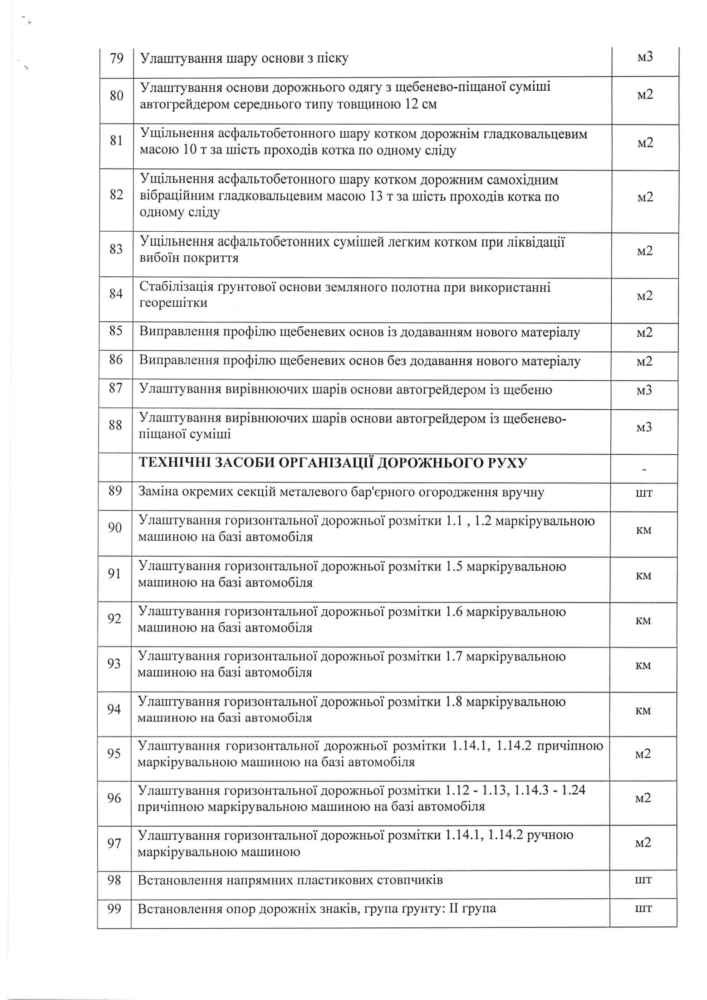 79 Улаштування шару основи з піску м3
80 Улаштування основи дорожнього одягу з щебенево-піщаної суміші
автогрейдером середнього типу товщиною 12 см м2
81 Ущільнення асфальтобетонного шару котком дорожнім гладковальцевим
масою 10 т за шість проходів котка по одному сліду м2
Ущільнення асфальтобетонного шару котком дорожним самохідним
82 вібраційним гладковальцевим масою 13 т за шість проходів котка по м2
одному сліду
83 Ущільнення асфальтобетонних сумішей легким котком при ліквідації
вибоїн покриття м2
84 Стабілізація ґрунтової основи земляного полотна при використанні
георешітки м2
85 Виправлення профілю щебеневих основ із додаванням нового матеріалу м2
86 Виправлення профілю щебеневих основ без додавання нового матеріалу м2
87 Улаштування вирівнюючих шарів основи автогрейдером із щебеню м3
88 Улаштування вирівнюючих шарів основи автогрейдером із щебенево-
піщаної суміші м3
ТЕХНІЧНІ ЗАСОБИ ОРГАНІЗАЦІЇ ДОРОЖНЬОГО РУХУ -
89 Заміна окремих секцій металевого бар'єрного огородження вручну шт
90 Улаштування горизонтальної дорожньої розмітки 1.1 , 1.2 маркірувальною
машиною на базі автомобіля км
91 Улаштування горизонтальної дорожньої розмітки 1.5 маркірувальною
машиною на базі автомобіля км
92 Улаштування горизонтальної дорожньої розмітки 1.6 маркірувальною
машиною на базі автомобіля км
93 Улаштування горизонтальної дорожньої розмітки 1.7 маркірувальною
машиною на базі автомобіля км
94 Улаштування горизонтальної дорожньої розмітки 1.8 маркірувальною
машиною на базі автомобіля км
95 Улаштування горизонтальної дорожньої розмітки 1.14.1, 1.14.2 причіпною
маркірувальною машиною на базі автомобіля м2
96 Улаштування горизонтальної дорожньої розмітки 1.12 - 1.13, 1.14.3 - 1.24
причіпною маркірувальною машиною на базі автомобіля м2
97 Улаштування горизонтальної дорожньої розмітки 1.14.1, 1.14.2 ручною
маркірувальною машиною м2
98 Встановлення напрямних пластикових стовпчиків шт
99 Встановлення опор дорожніх знаків, група ґрунту: II група шт